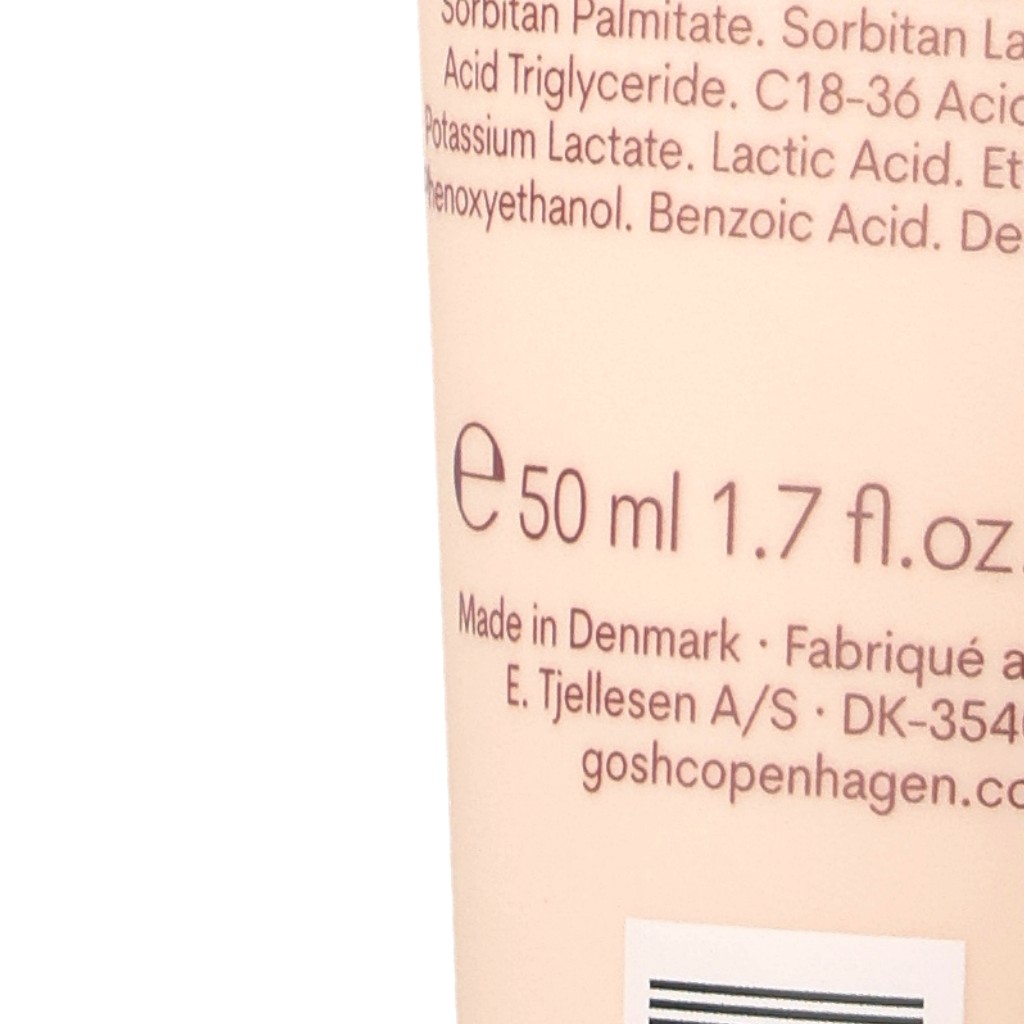 Sorbitan Palmitate. Sorbitan La
Acid Triglyceride. C18-36 Acid
Potassium Lactate. Lactic Acid. Et
henoxyethanol. Benzoic Acid. De
℮ 50 ml 1.7 fl.oz.
Made in Denmark · Fabriqué a
E. Tjellesen A/S · DK-354
goshcopenhagen.co